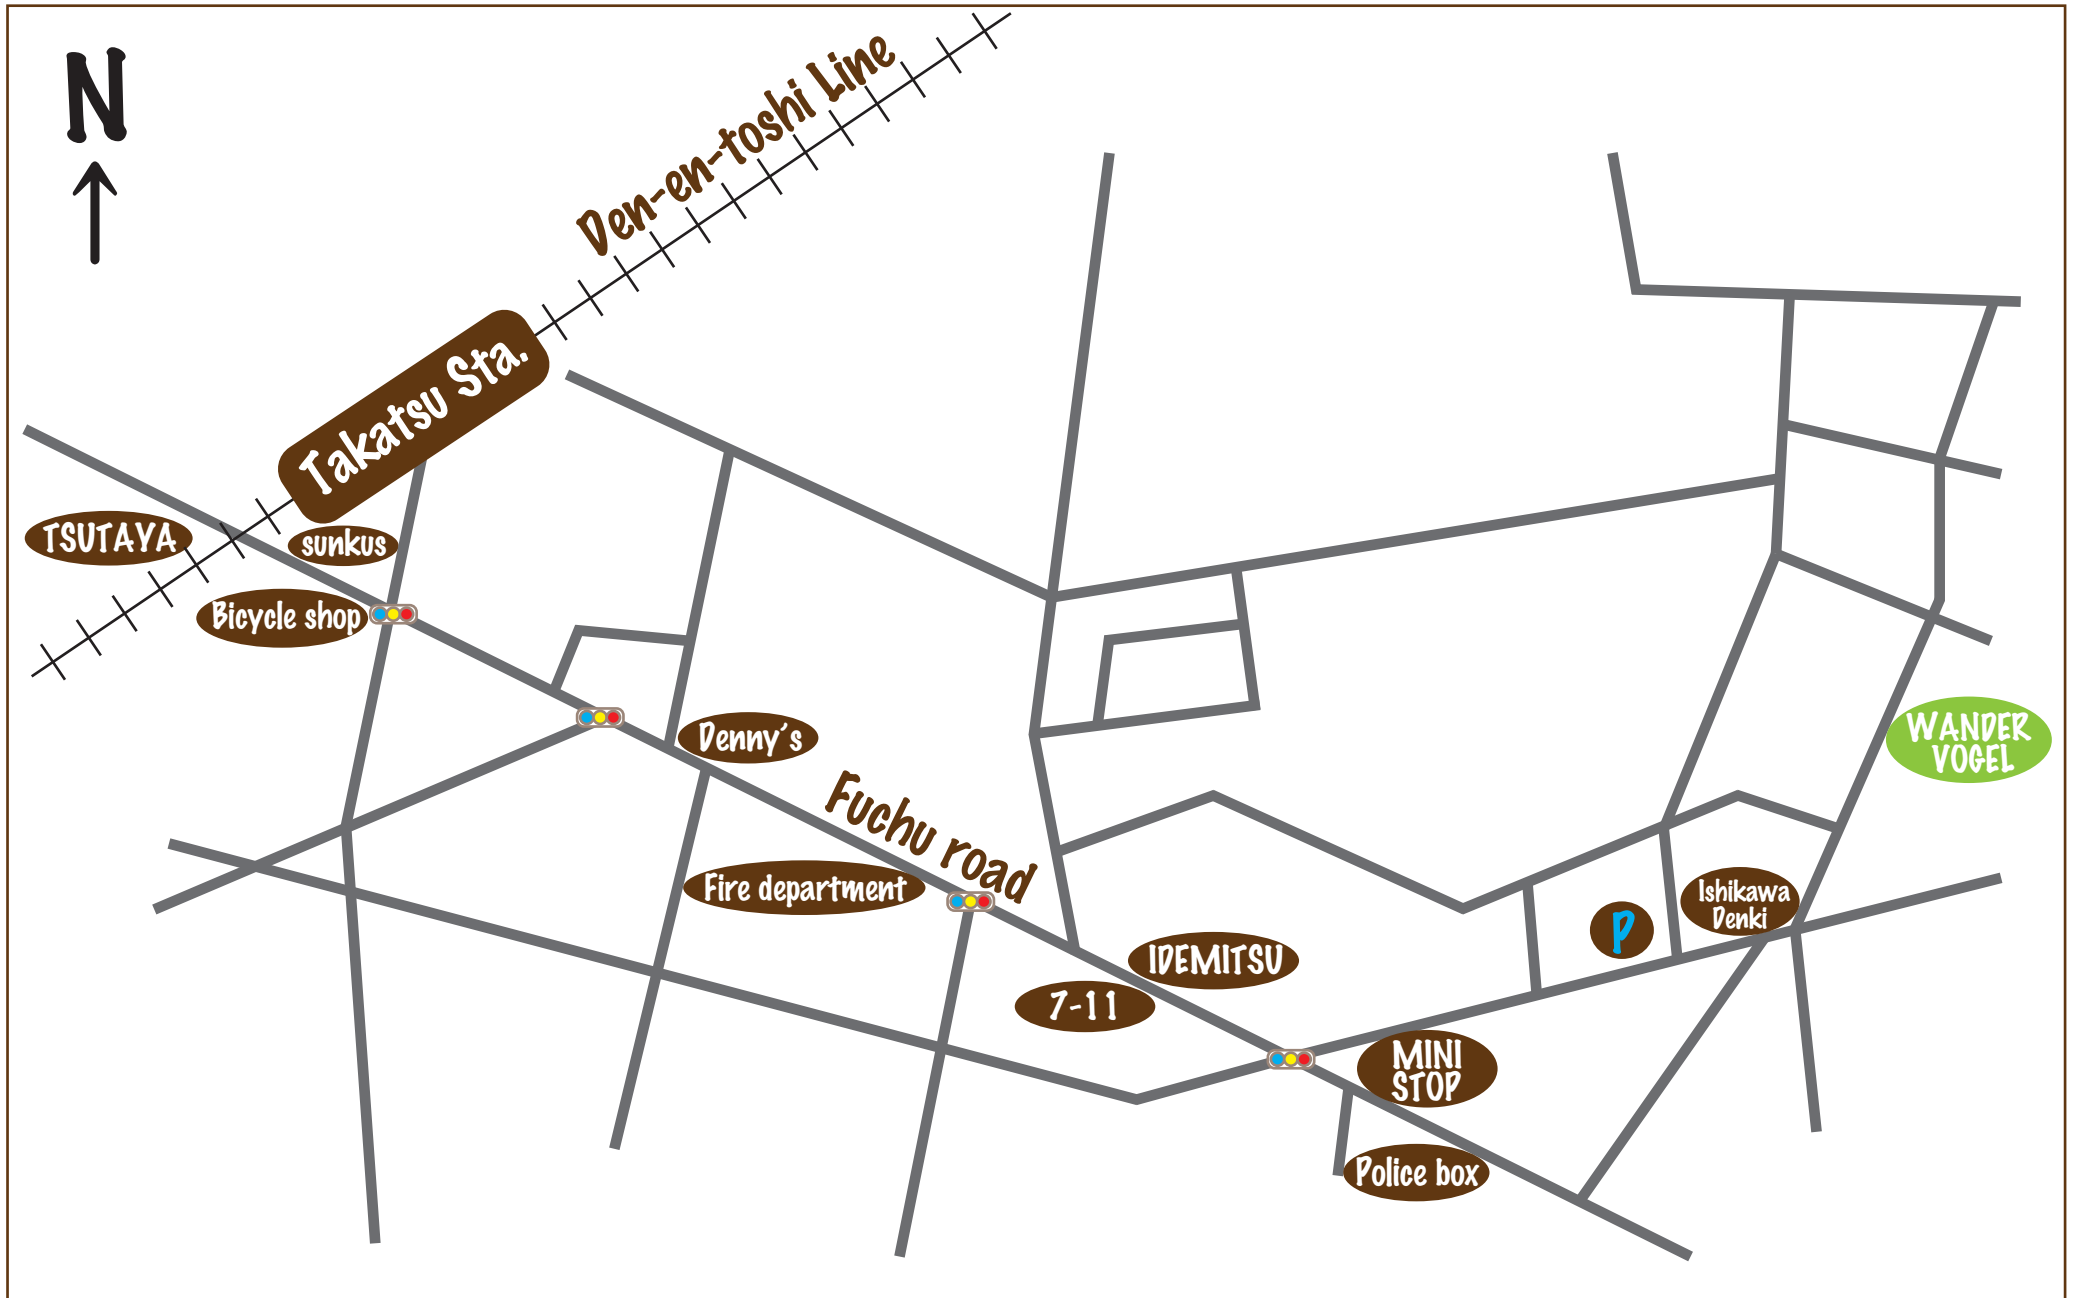 N
Den-en-toshi Line
Takatsu Sta.
TSUTAYA
sunkus
Bicycle shop
Denny's
Fuchu road
Fire department
WANDER
VOGEL
Ishikawa
Denki
P
IDEMITSU
7-11
MINI
STOP
Police box